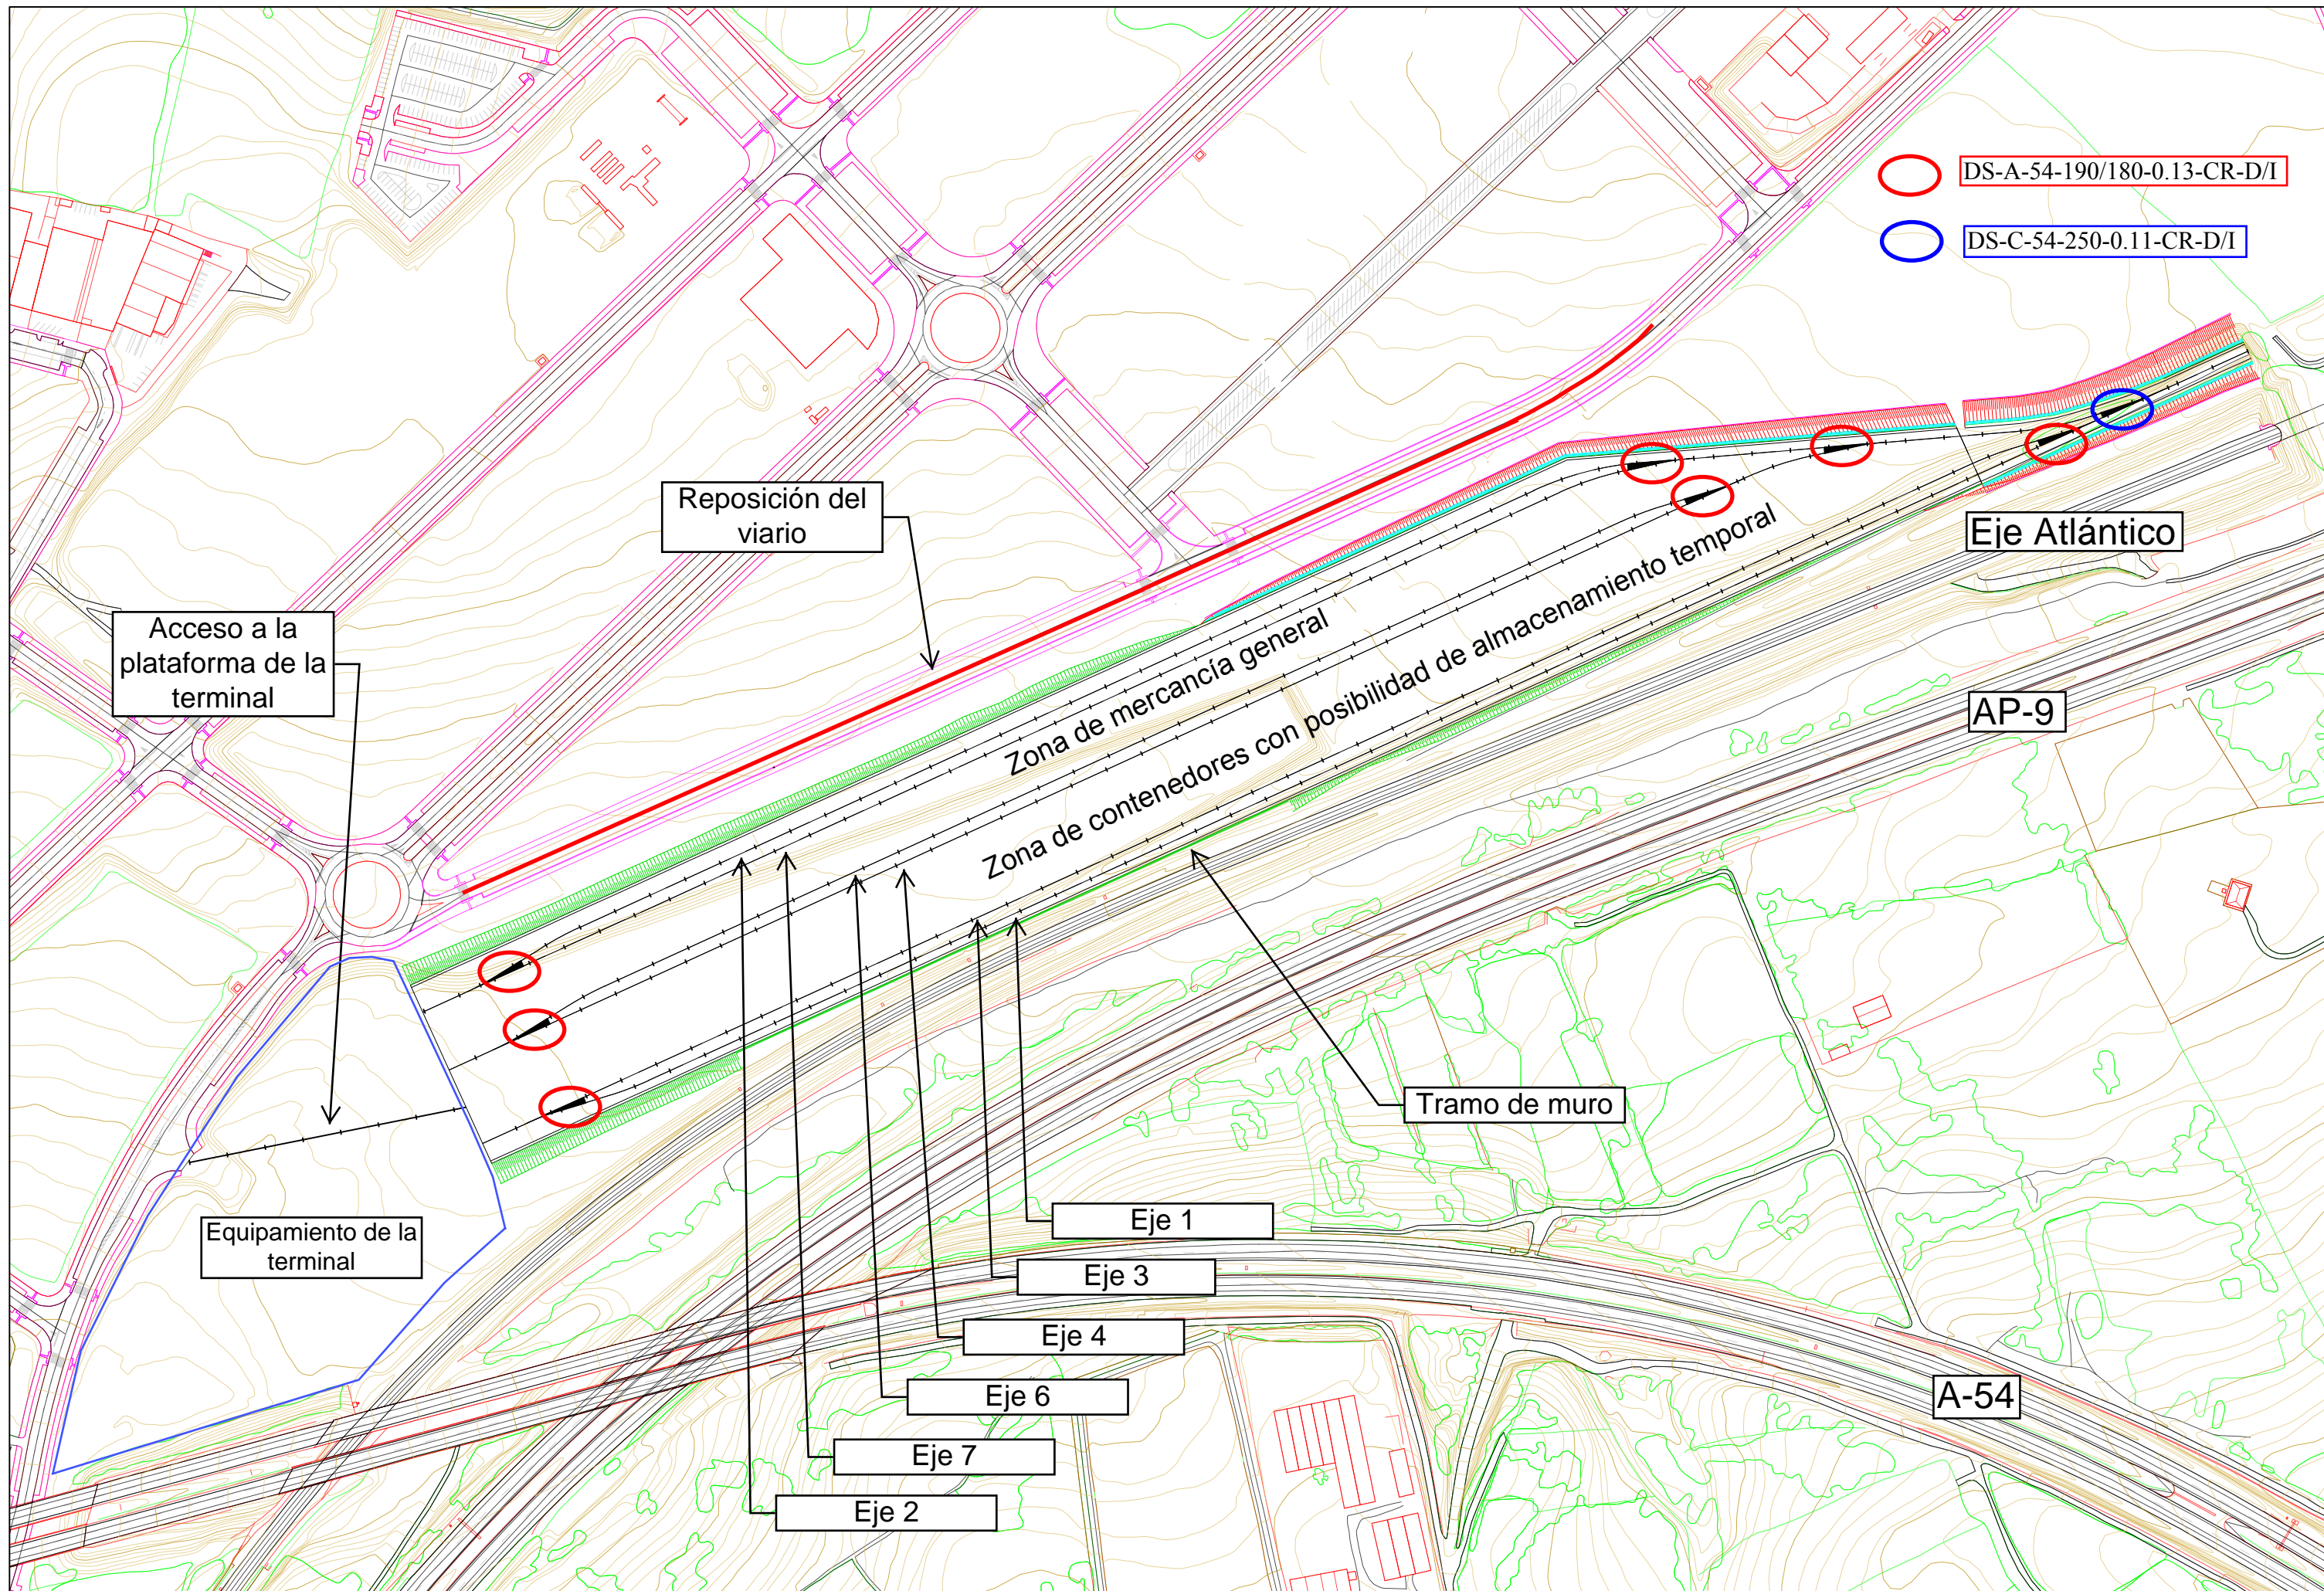 DS-A-54-190/180-0.13-CR-D/I
DS-C-54-250-0.11-CR-D/I
Reposición del
viario
Eje Atlántico
Acceso a la
plataforma de la
terminal
Zona de mercancía general
Zona de contenedores con posibilidad de almacenamiento temporal
AP-9
Tramo de muro
Equipamiento de la
terminal
Eje 1
Eje 3
Eje 4
Eje 6
Eje 7
Eje 2
A-54